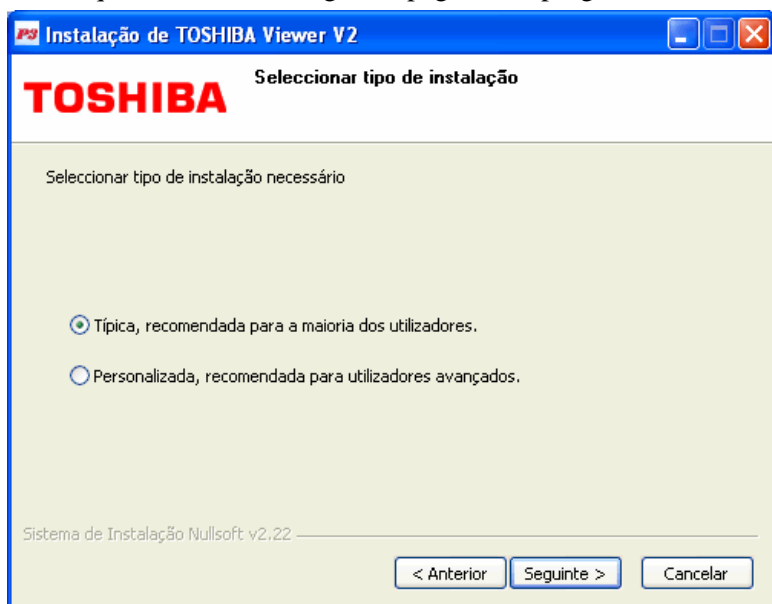 Instalação de TOSHIBA Viewer V2
TOSHIBA
Seleccionar tipo de instalação
Seleccionar tipo de instalação necessário
Típica, recomendada para a maioria dos utilizadores.
Personalizada, recomendada para utilizadores avançados.
Sistema de Instalação Nullsoft v2.22
< Anterior Seguinte > Cancelar